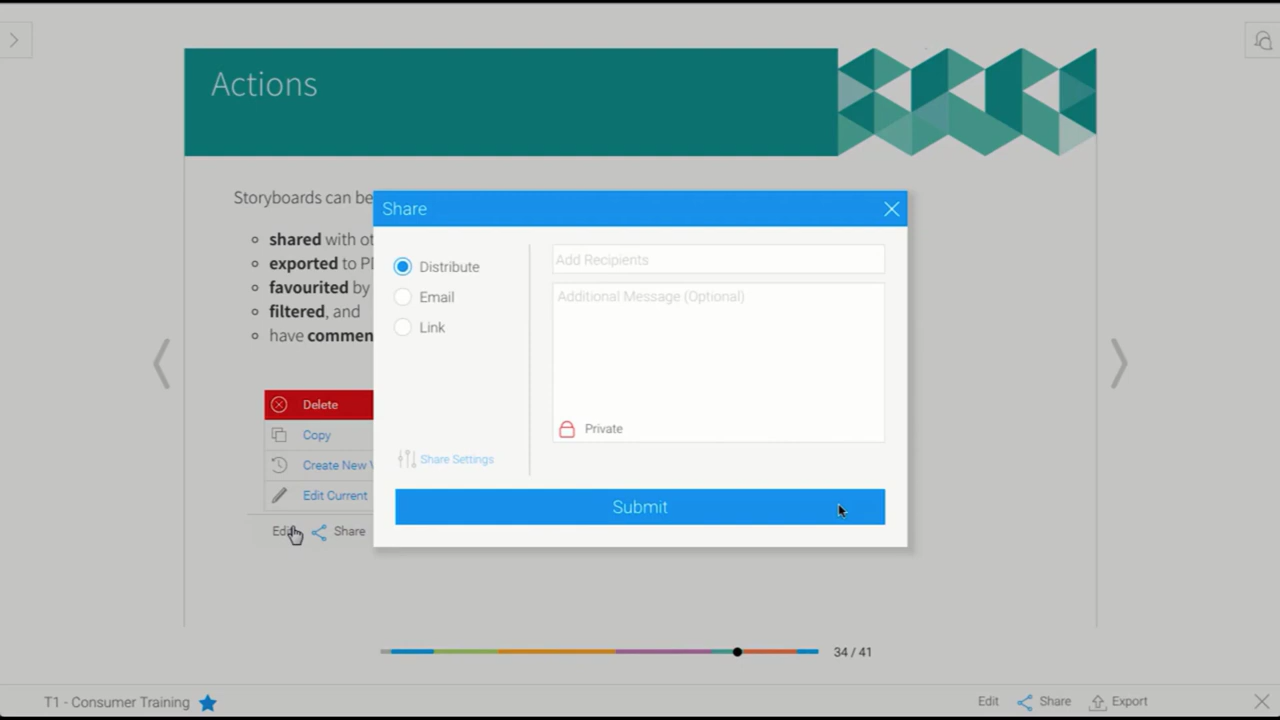 Actions
Storyboards can be
shared with ot
exported to P
favourited by
filtered, and
have commen
Share
Distribute
Email
Link
Share Settings
Add Recipients
Additional Message (Optional)
Private
Submit
Delete
Copy
Create New V
Edit Current
Edit Share
34 / 41
T1 - Consumer Training
Edit Share Export